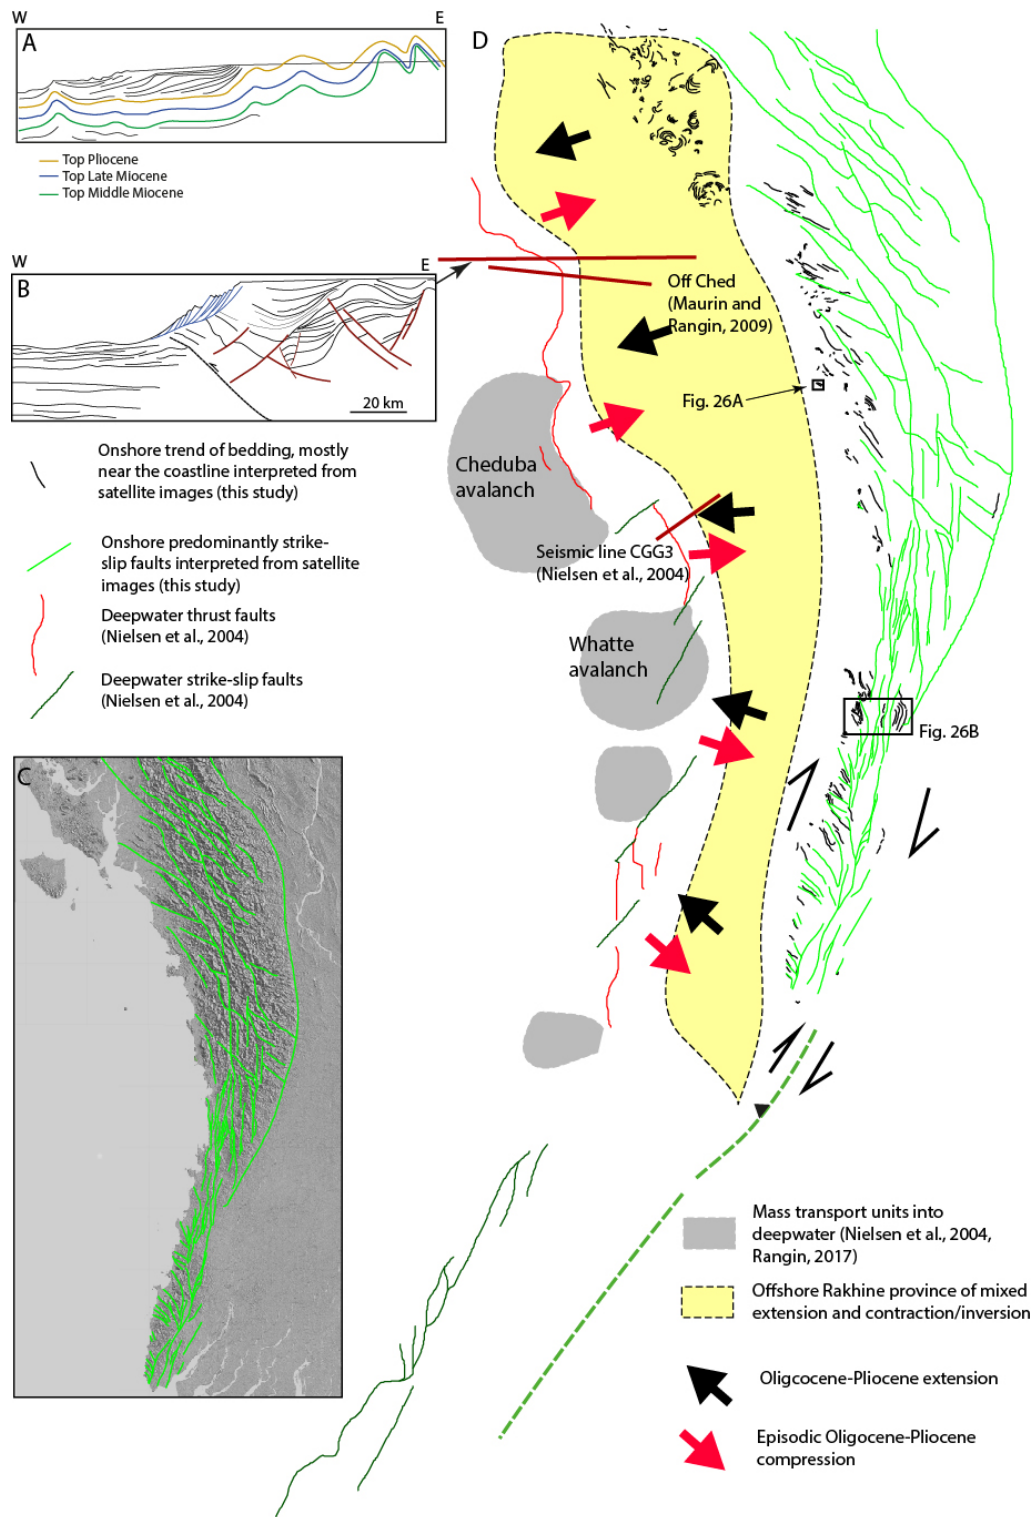 W
E
A
Top Pliocene
Top Late Miocene
Top Middle Miocene
W
E
B
20 km
Onshore trend of bedding, mostly
near the coastline interpreted from
satellite images (this study)
Onshore predominantly strike-
slip faults interpreted from satellite
images (this study)
Deepwater thrust faults
(Nielsen et al., 2004)
Deepwater strike-slip faults
(Nielsen et al., 2004)
C
D
Off Ched
(Maurin and
Rangin, 2009)
Fig. 26A
Cheduba
avalanch
Seismic line CGG3
(Nielsen et al., 2004)
Whatte
avalanch
Fig. 26B
Mass transport units into
deepwater (Nielsen et al., 2004,
Rangin, 2017)
Offshore Rakhine province of mixed
extension and contraction/inversion
Oligcocene-Pliocene extension
Episodic Oligocene-Pliocene
compression